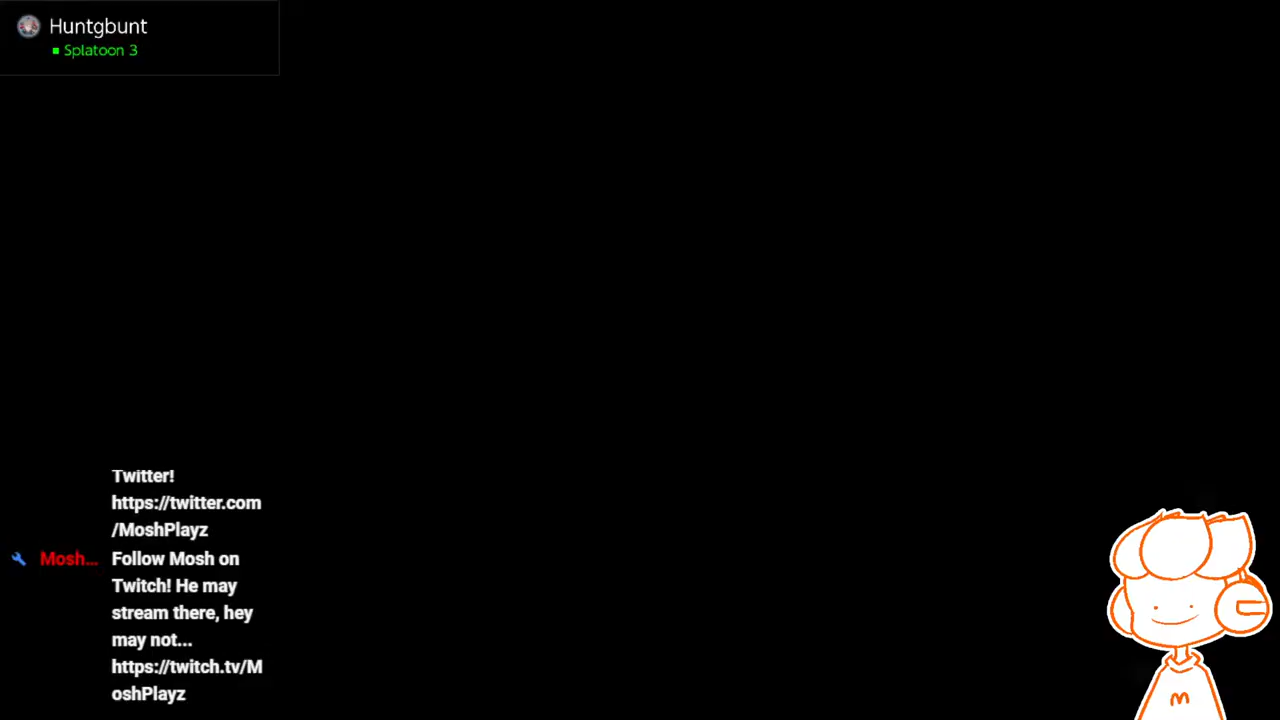 Huntgbunt
Splatoon 3
Twitter!
https://twitter.com
/MoshPlayz
Mosh... Follow Mosh on
Twitch! He may
stream there, hey
may not...
https://twitch.tv/M
oshPlayz
m